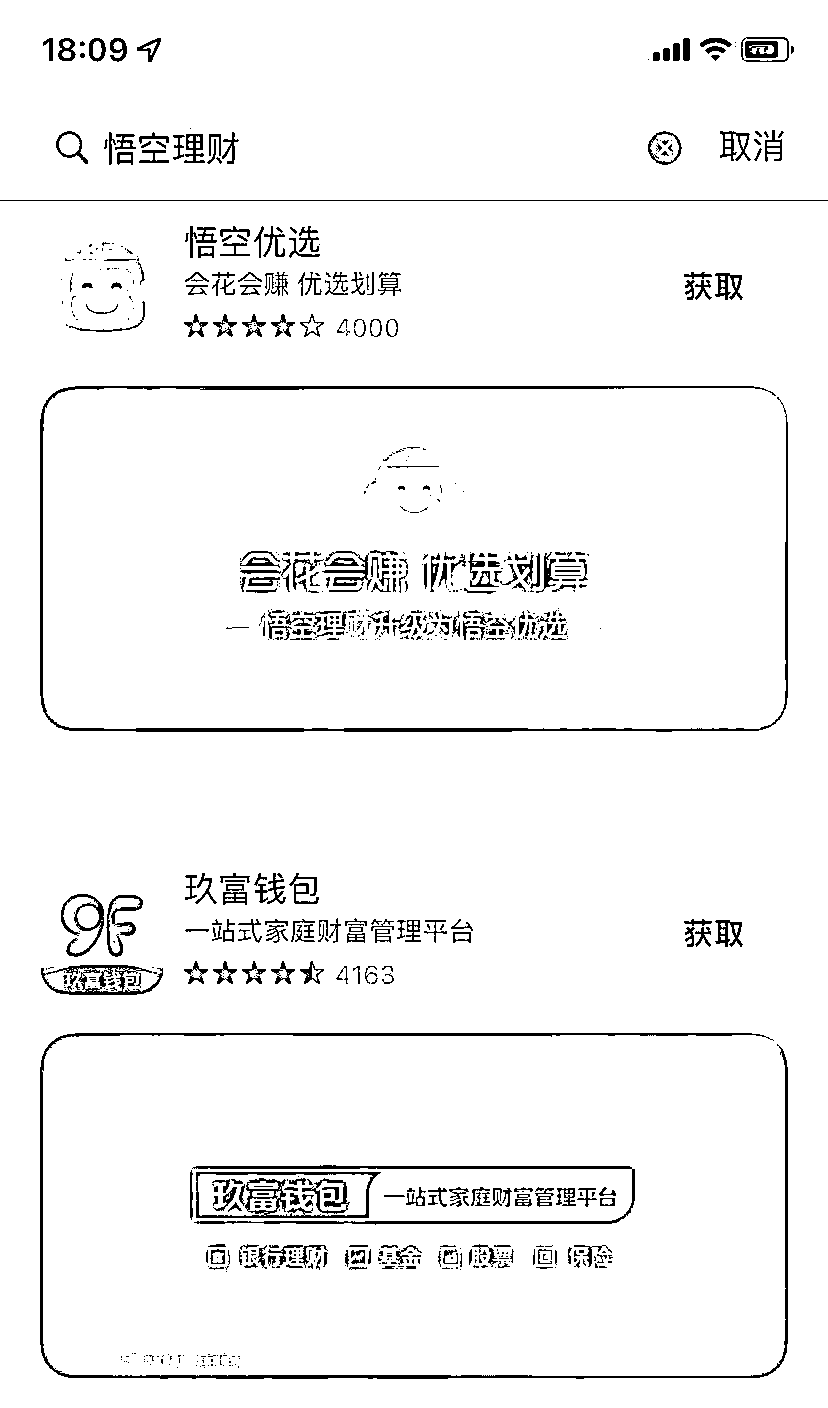 18:09
悟空理财
取消
悟空优选
会花会赚 优选划算
获取
4000
会花会赚 优选划算
悟空理财升级为悟空优选
玖富钱包
一站式家庭财富管理平台
获取
4163
9F
玖富钱包
玖富钱包 一站式家庭财富管理平台
银行理财 基金 股票 保险